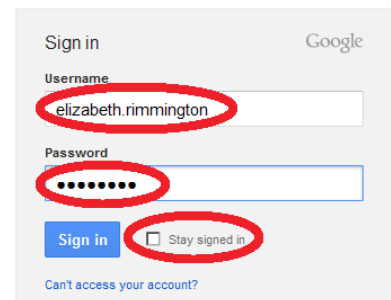 Sign in Google
Username
elizabeth.rimmington
Password
••••••••
Sign in Stay signed in
Can't access your account?